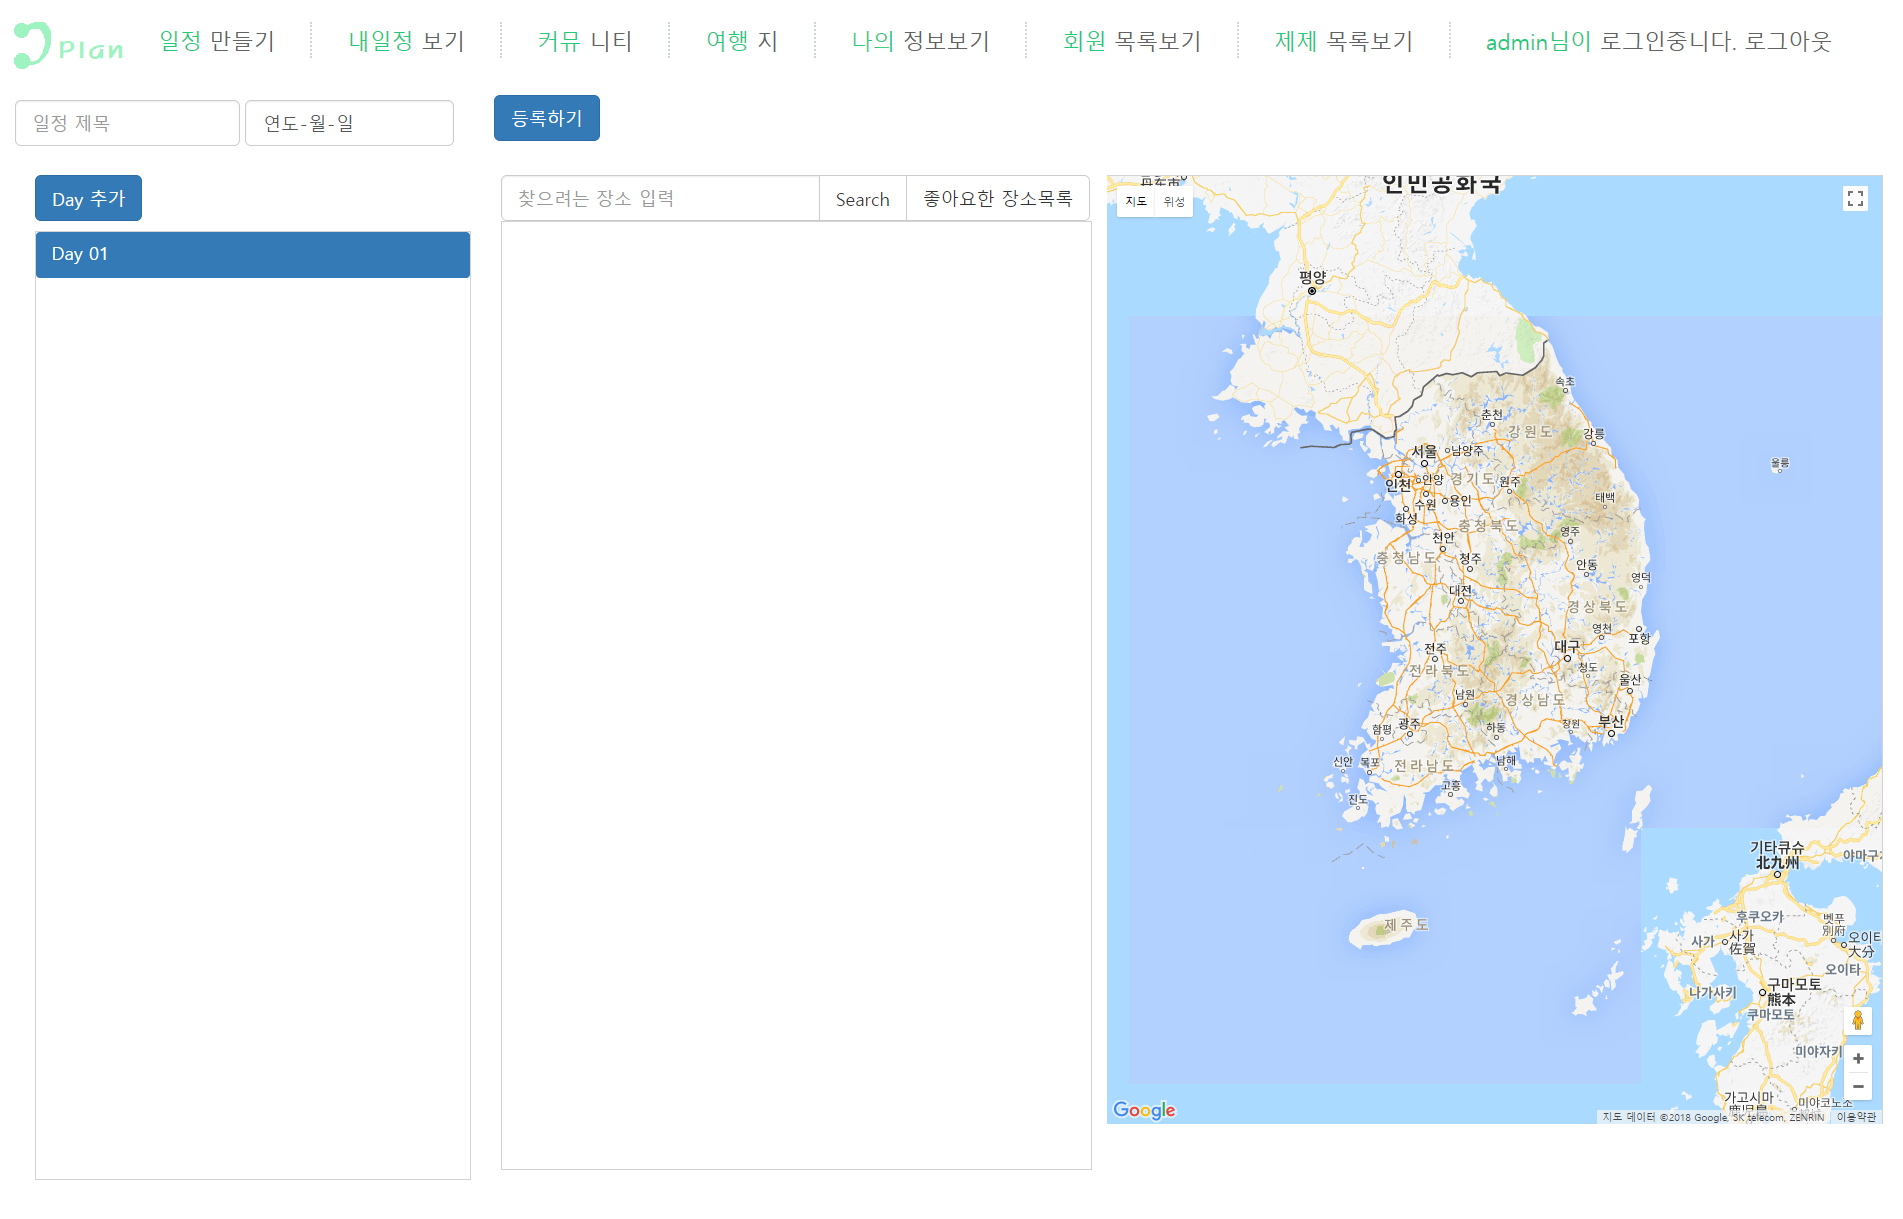 Plan
일정 만들기
내일정 보기
커뮤 니티
여행 지
나의 정보보기
회원 목록보기
제제 목록보기
admin님이 로그인중니다. 로그아웃
일정 제목
연도-월-일
등록하기
Day 추가
Day 01
찾으려는 장소 입력
Search
좋아요한 장소목록
인민공화국
丹东市
지도
위성
평양
속초
춘천
강원도
강릉
서울
남양주
울릉
인천
안양
경기도
원주
수원
용인
태백
화성
충청북도
천안
영주
충청남도
청주
안동
영덕
대전
경상북도
영천
포항
전주
대구
전라북도
청도
울산
남원
경상남도
함평
광주
하동
창원
부산
신안
목포
전라남도
남해
고흥
진도
기타큐슈
北九州
야마구
제주도
후쿠오카
벳푸
別府
사가
사가
佐賀
오이타
大分
오이타
나가사키
구마모토
熊本
쿠마모토
미야자키
가고시마
鹿児島
미야코노
Google
지도 데이터 ©2018 Google, SK telecom, ZENRIN
이용약관